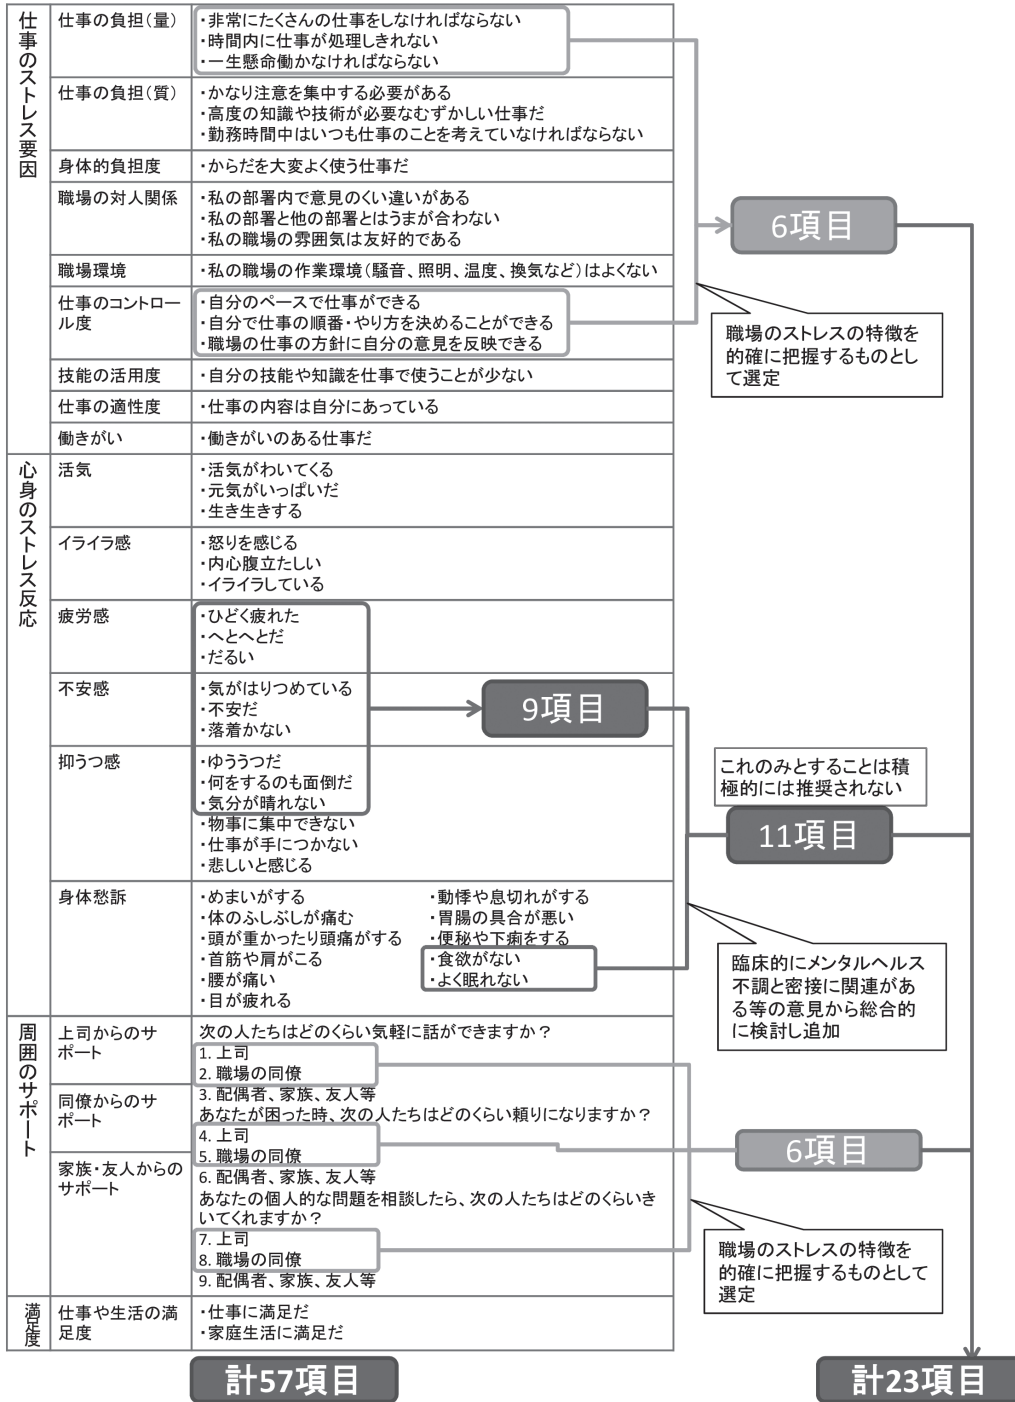 仕事のストレス要因
仕事の負担（量）
・非常にたくさんの仕事をしなければならない
・時間内に仕事が処理しきれない
・一生懸命働かなければならない
仕事の負担（質）
・かなり注意を集中する必要がある
・高度の知識や技術が必要なむずかしい仕事だ
・勤務時間中はいつも仕事のことを考えていなければならない
身体的負担度
・からだを大変よく使う仕事だ
職場の対人関係
・私の部署内で意見のくい違いがある
・私の部署と他の部署とはうまが合わない
・私の職場の雰囲気は友好的である
職場環境
・私の職場の作業環境（騒音、照明、温度、換気など）はよくない
仕事のコントロー
ル度
・自分のペースで仕事ができる
・自分で仕事の順番・やり方を決めることができる
・職場の仕事の方針に自分の意見を反映できる
技能の活用度
・自分の技能や知識を仕事で使うことが少ない
仕事の適性度
・仕事の内容は自分にあっている
働きがい
・働きがいのある仕事だ
6項目
職場のストレスの特徴を
的確に把握するものとし
て選定
心身のストレス反応
活気
・活気がわいてくる
・元気がいっぱいだ
・生き生きする
イライラ感
・怒りを感じる
・内心腹立たしい
・イライラしている
疲労感
・ひどく疲れた
・へとへとだ
・だるい
不安感
・気がはりつめている
・不安だ
・落着かない
9項目
抑うつ感
・ゆううつだ
・何をするのも面倒だ
・気分が晴れない
・物事に集中できない
・仕事が手につかない
・悲しいと感じる
これのみとすることは積
極的には推奨されない
11項目
身体愁訴
・めまいがする
・体のふしぶしが痛む
・頭が重かったり頭痛がする
・首筋や肩がこる
・腰が痛い
・目が疲れる
・動悸や息切れがする
・胃腸の具合が悪い
・便秘や下痢をする
・食欲がない
・よく眠れない
臨床的にメンタルヘルス
不調と密接に関連があ
る等の意見から総合的
に検討し追加
周囲のサポート
上司からのサ
ポート
同僚からのサ
ポート
家族・友人からの
サポート
次の人たちはどのくらい気軽に話ができますか？
1. 上司
2. 職場の同僚
3. 配偶者、家族、友人等
あなたが困った時、次の人たちはどのくらい頼りになりますか？
4. 上司
5. 職場の同僚
6. 配偶者、家族、友人等
あなたの個人的な問題を相談したら、次の人たちはどのくらいき
いてくれますか？
7. 上司
8. 職場の同僚
9. 配偶者、家族、友人等
6項目
職場のストレスの特徴を
的確に把握するものとして
選定
満足度
仕事や生活の満
足度
・仕事に満足だ
・家庭生活に満足だ
計57項目
計23項目